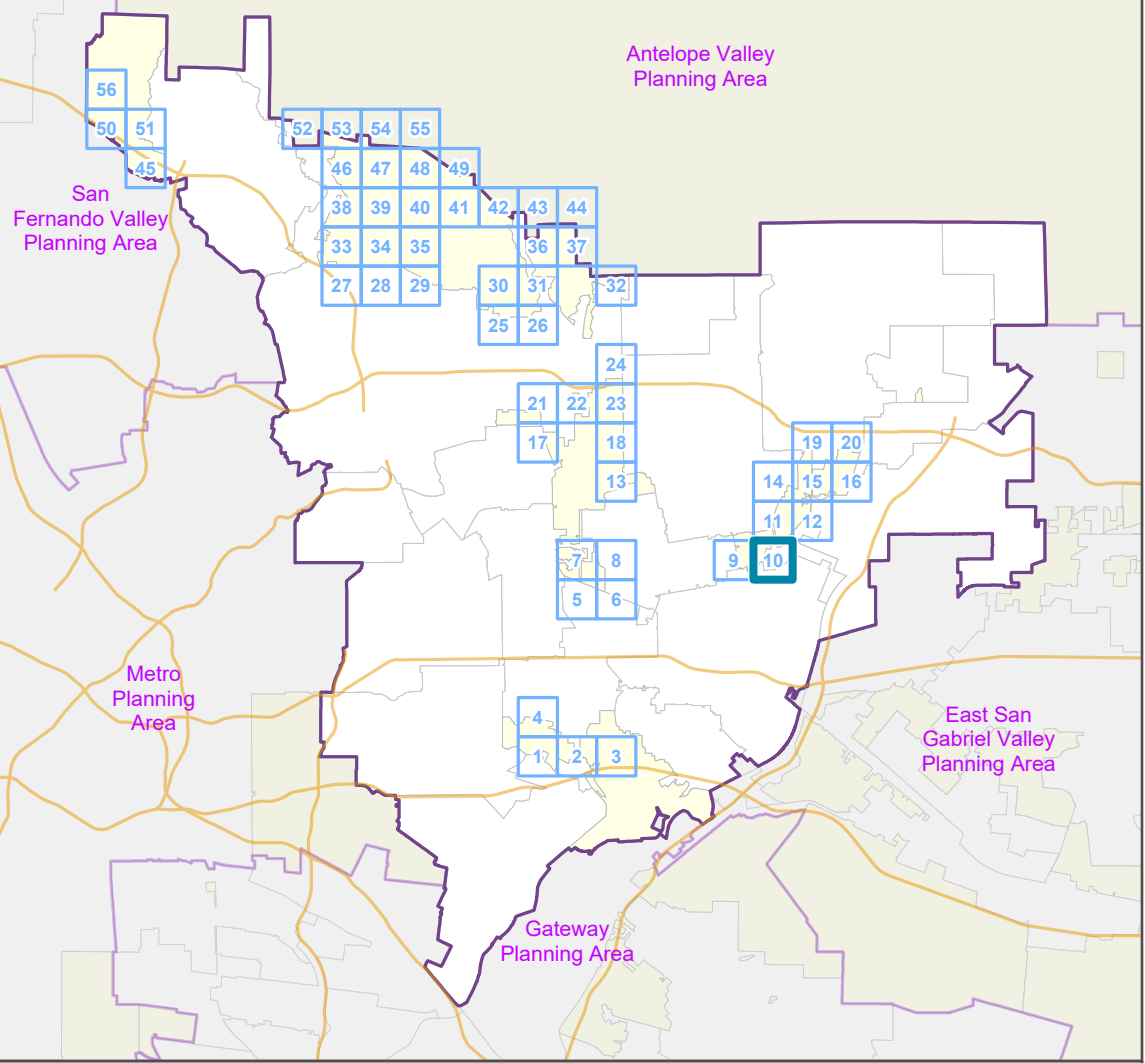 Antelope Valley
Planning Area
56
50 51
52 53 54 55
45
46 47 48 49
San
Fernando Valley
Planning Area
38 39 40 41 42 43 44
33 34 35 36 37
27 28 29 30 31 32
25 26
24
21 22 23
17 18 19 20
13 14 15 16
11 12
7 8 9 10
5 6
Metro
Planning
Area
4
East San
Gabriel Valley
Planning Area
1 2 3
Gateway
Planning Area